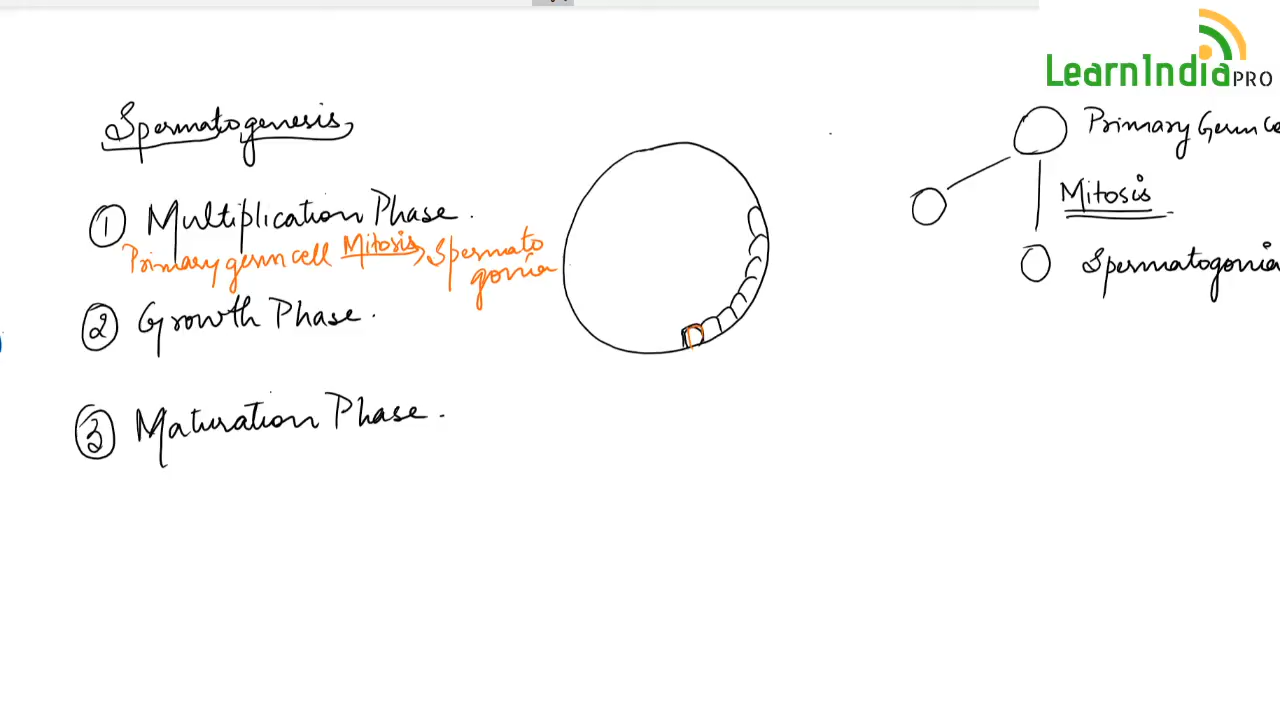 LearnIndia PRO
Spermatogenesis
① Multiplication Phase.
Primary germ cell Mitosis, Spermato
gonia
② Growth Phase.
③ Maturation Phase.
Primary Germ Ce
Mitosis
Spermatogonia